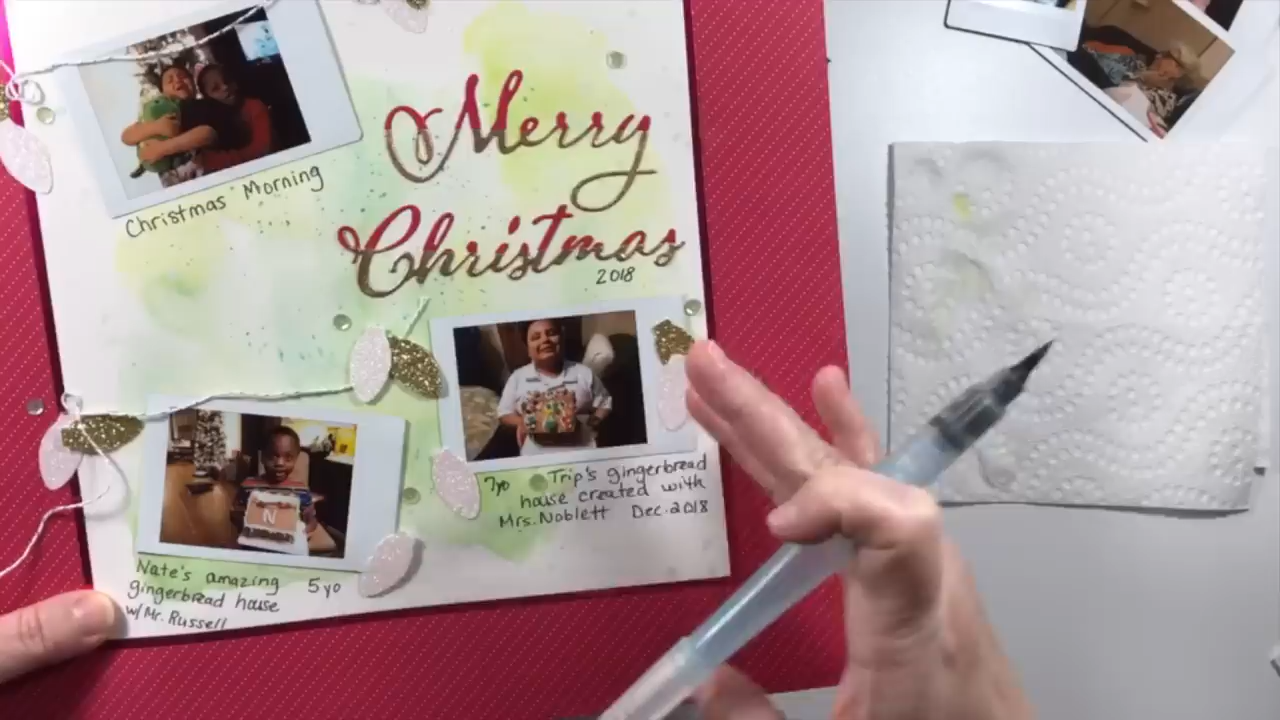 Christmas Morning
Merry
Christmas
2018
7yo Trip's gingerbread
house created with
Mrs. Noblett Dec. 2018
N
Nate's amazing 5yo
gingerbread house
w/ Mr. Russell